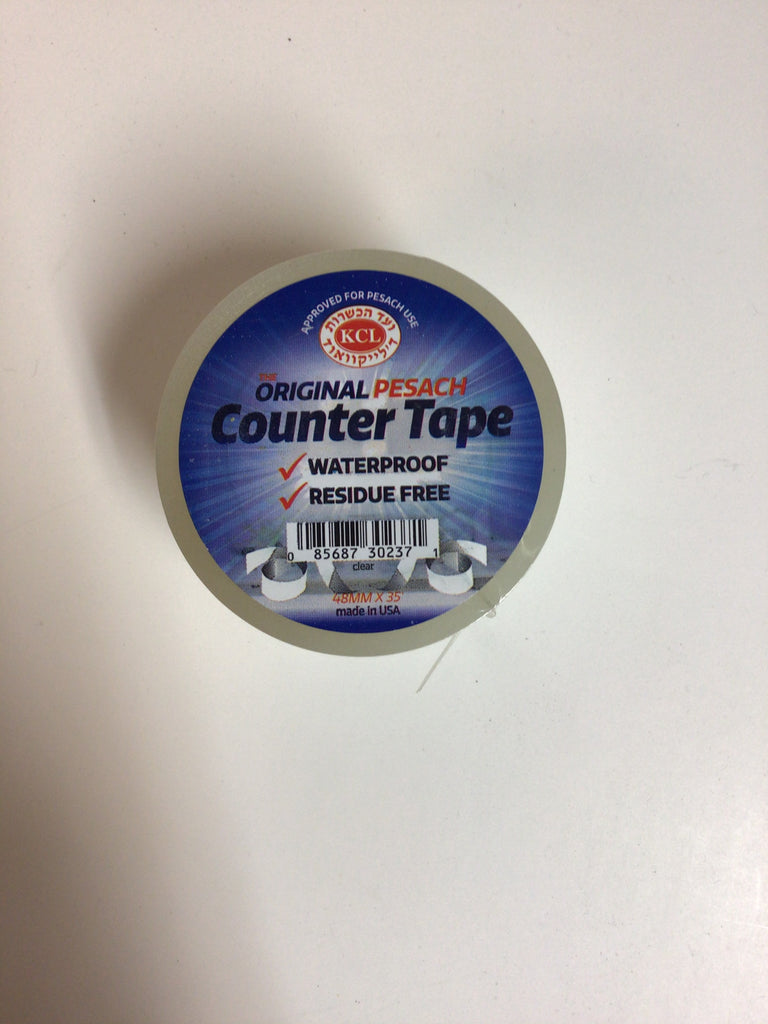 APPROVED FOR PESACH USE
ועד הכשרות
KCL
ד'לייקוואוד
THE
ORIGINAL PESACH
Counter Tape
WATERPROOF
RESIDUE FREE
0 85687 30237 1
clear
48MM X 35'
made in USA